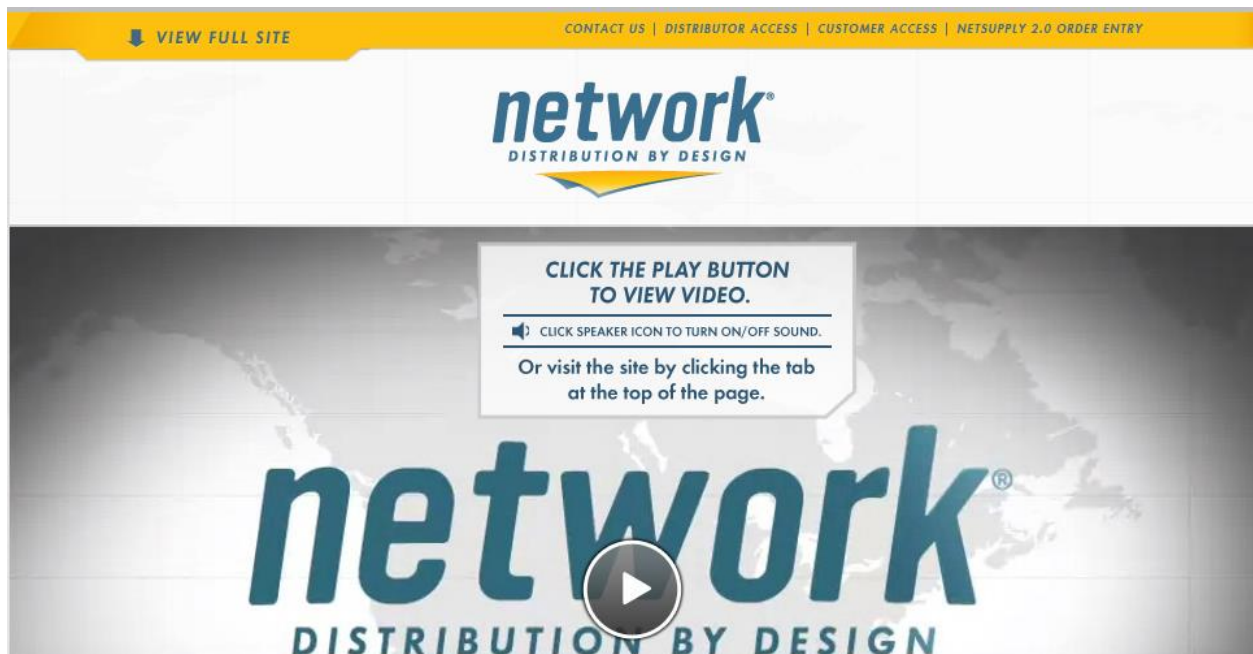 VIEW FULL SITE
CONTACT US | DISTRIBUTOR ACCESS | CUSTOMER ACCESS | NETSUPPLY 2.0 ORDER ENTRY
network®
DISTRIBUTION BY DESIGN
CLICK THE PLAY BUTTON
TO VIEW VIDEO.
CLICK SPEAKER ICON TO TURN ON/OFF SOUND.
Or visit the site by clicking the tab
at the top of the page.
network®
DISTRIBUTION BY DESIGN